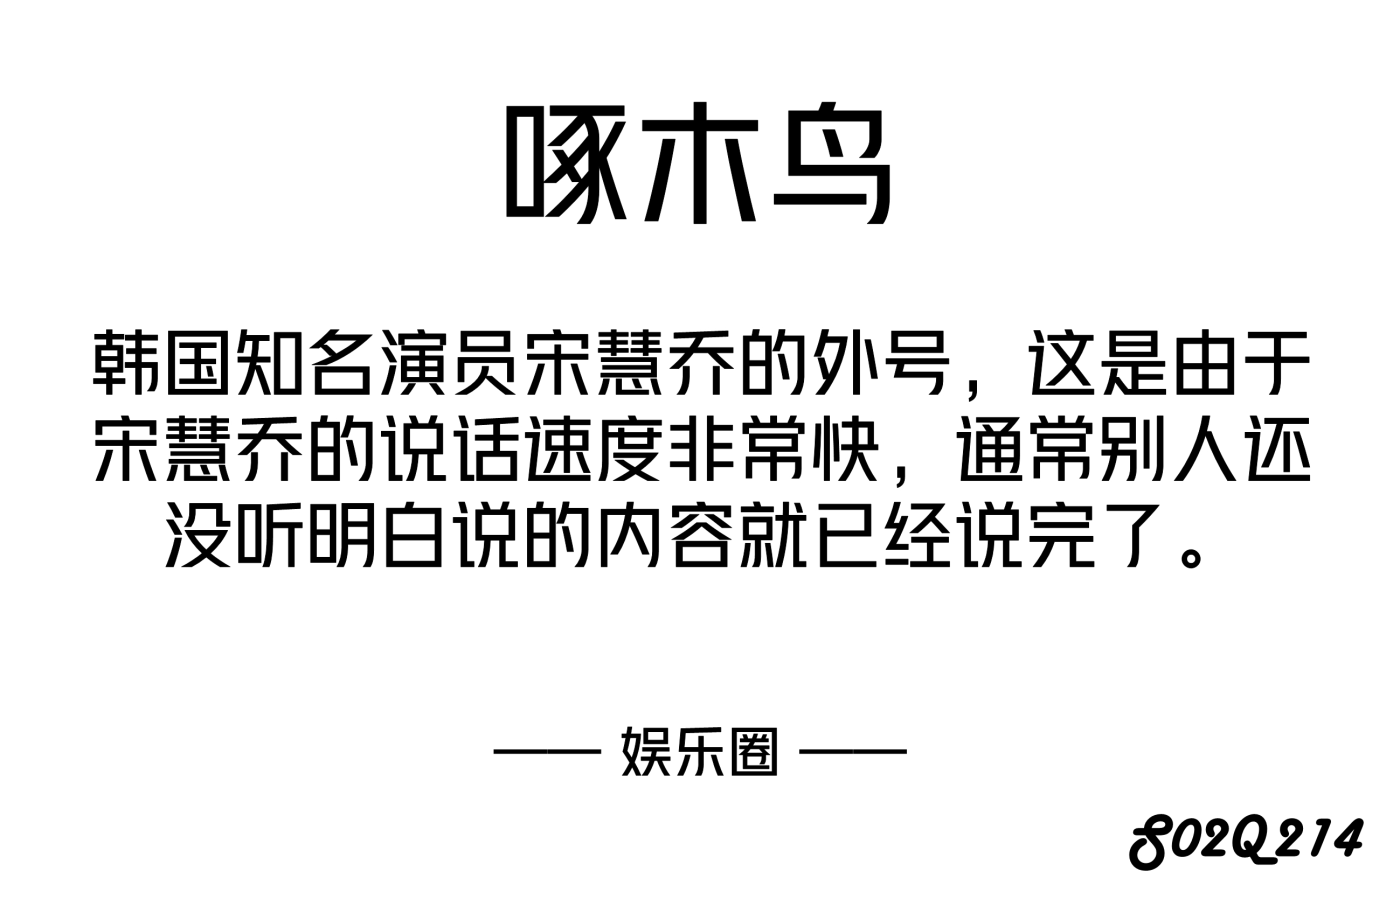 啄木鸟
韩国知名演员宋慧乔的外号，这是由于
宋慧乔的说话速度非常快，通常别人还
没听明白说的内容就已经说完了。
—— 娱乐圈 ——
S02Q214